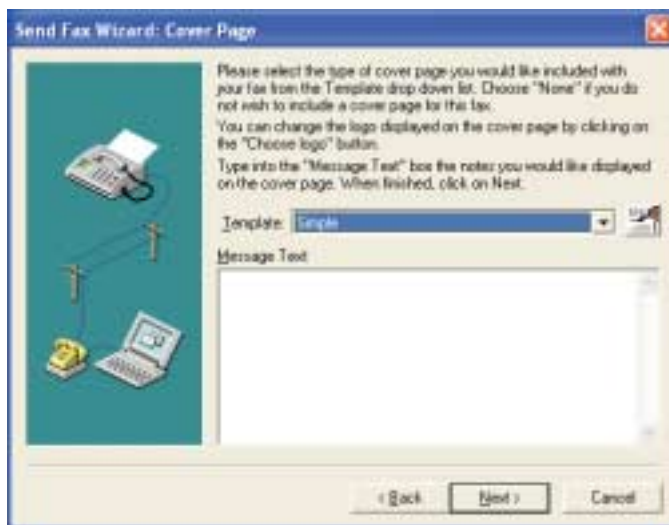 Send Fax Wizard: Cover Page
Please select the type of cover page you would like included with
your fax from the Template drop down list. Choose "None" if you do
not wish to include a cover page for this fax.
You can change the logo displayed on the cover page by clicking on
the "Choose logo" button.
Type into the "Message Text" box the notes you would like displayed
on the cover page. When finished, click on Next.
Template: Simple
Message Text
< Back Next > Cancel